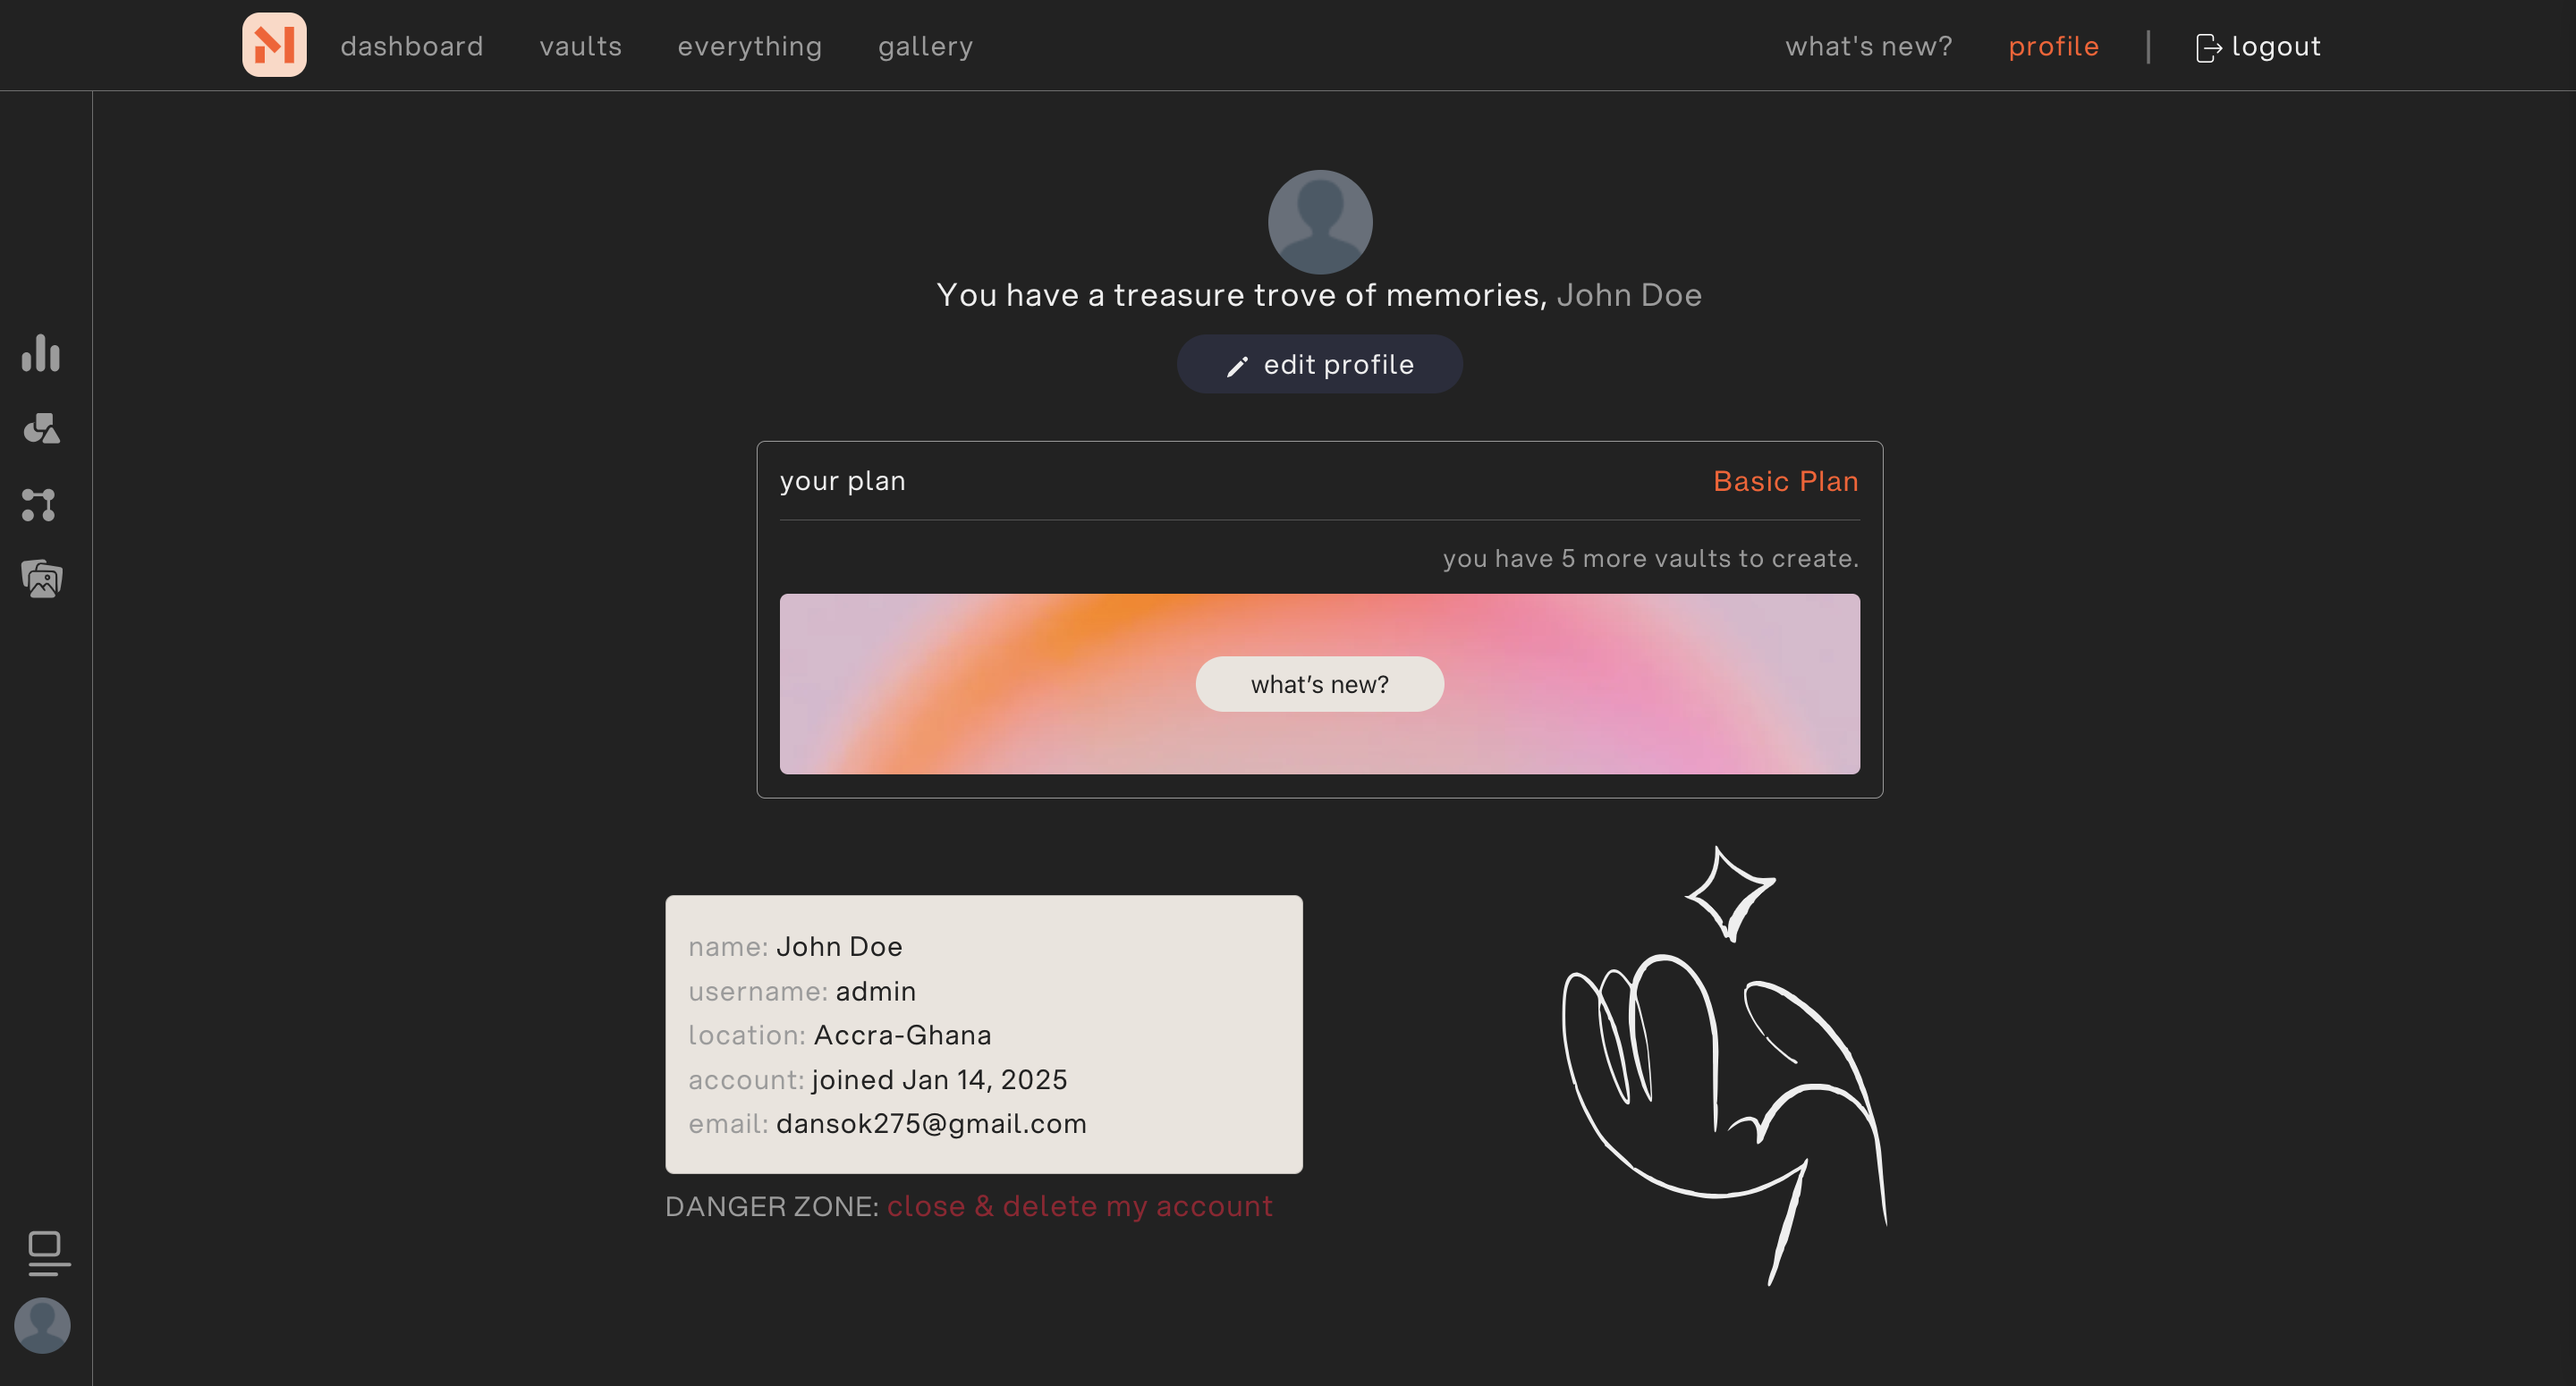 dashboard vaults everything gallery what's new? profile | logout
You have a treasure trove of memories, John Doe
edit profile
your plan Basic Plan
you have 5 more vaults to create.
what’s new?
name: John Doe
username: admin
location: Accra-Ghana
account: joined Jan 14, 2025
email: dansok275@gmail.com
DANGER ZONE: close & delete my account